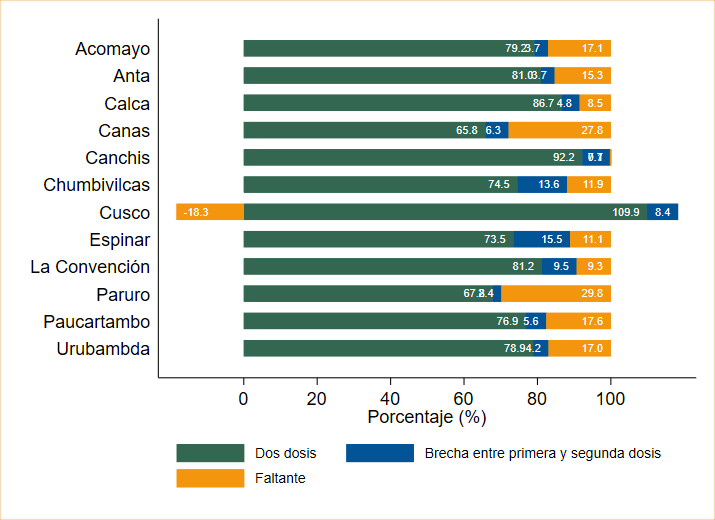 Acomayo 79.2 3.7 17.1
Anta 81.0 3.7 15.3
Calca 86.7 4.8 8.5
Canas 65.8 6.3 27.8
Canchis 92.2
Chumbivilcas 74.5 13.6 11.9
Cusco -18.3 109.9 8.4
Espinar 73.5 15.5 11.1
La Convención 81.2 9.5 9.3
Paruro 2.4 29.8
Paucartambo 76.9 5.6 17.6
Urubambda 78.9 4.2 17.0
0 20 40 60 80 100
Porcentaje (%)
Dos dosis Brecha entre primera y segunda dosis
Faltante